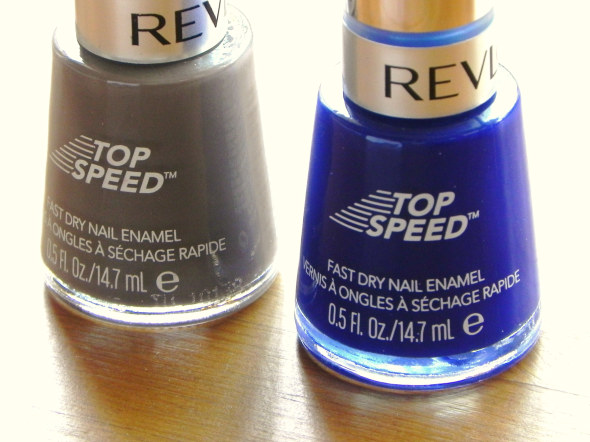 REV
TOP
SPEED™
FAST DRY NAIL ENAMEL
À ONGLES À SÉCHAGE RAPIDE
0.5 Fl. Oz./14.7 mL ℮
REVL
TOP
SPEED™
FAST DRY NAIL ENAMEL
VERNIS À ONGLES À SÉCHAGE RAPIDE
0.5 Fl. Oz./14.7 mL ℮